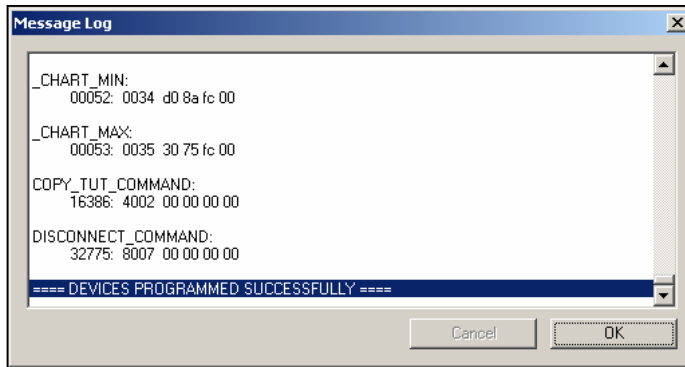 Message Log
_CHART_MIN:
00052: 0034 d0 8a fc 00
_CHART_MAX:
00053: 0035 30 75 fc 00
COPY_TUT_COMMAND:
16386: 4002 00 00 00 00
DISCONNECT_COMMAND:
32775: 8007 00 00 00 00
==== DEVICES PROGRAMMED SUCCESSFULLY ====
Cancel
OK